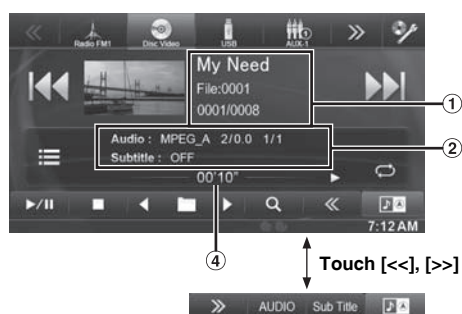 Radio FM1 Disc Video USB AUX-1
My Need
File:0001
0001/0008
1
Audio : MPEG_A 2/0.0 1/1
Subtitle : OFF
2
00'10"
7:12 AM
4
Touch [<<], [>>]
AUDIO Sub Title